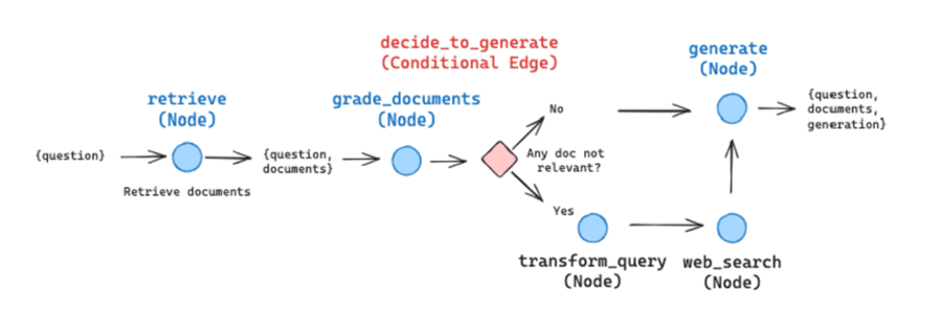 decide_to_generate
(Conditional Edge)
generate
(Node)
retrieve
(Node)
grade_documents
(Node)
{question}
Retrieve documents
{question,
documents}
No
Any doc not
relevant?
Yes
{question,
documents,
generation}
transform_query
(Node)
web_search
(Node)